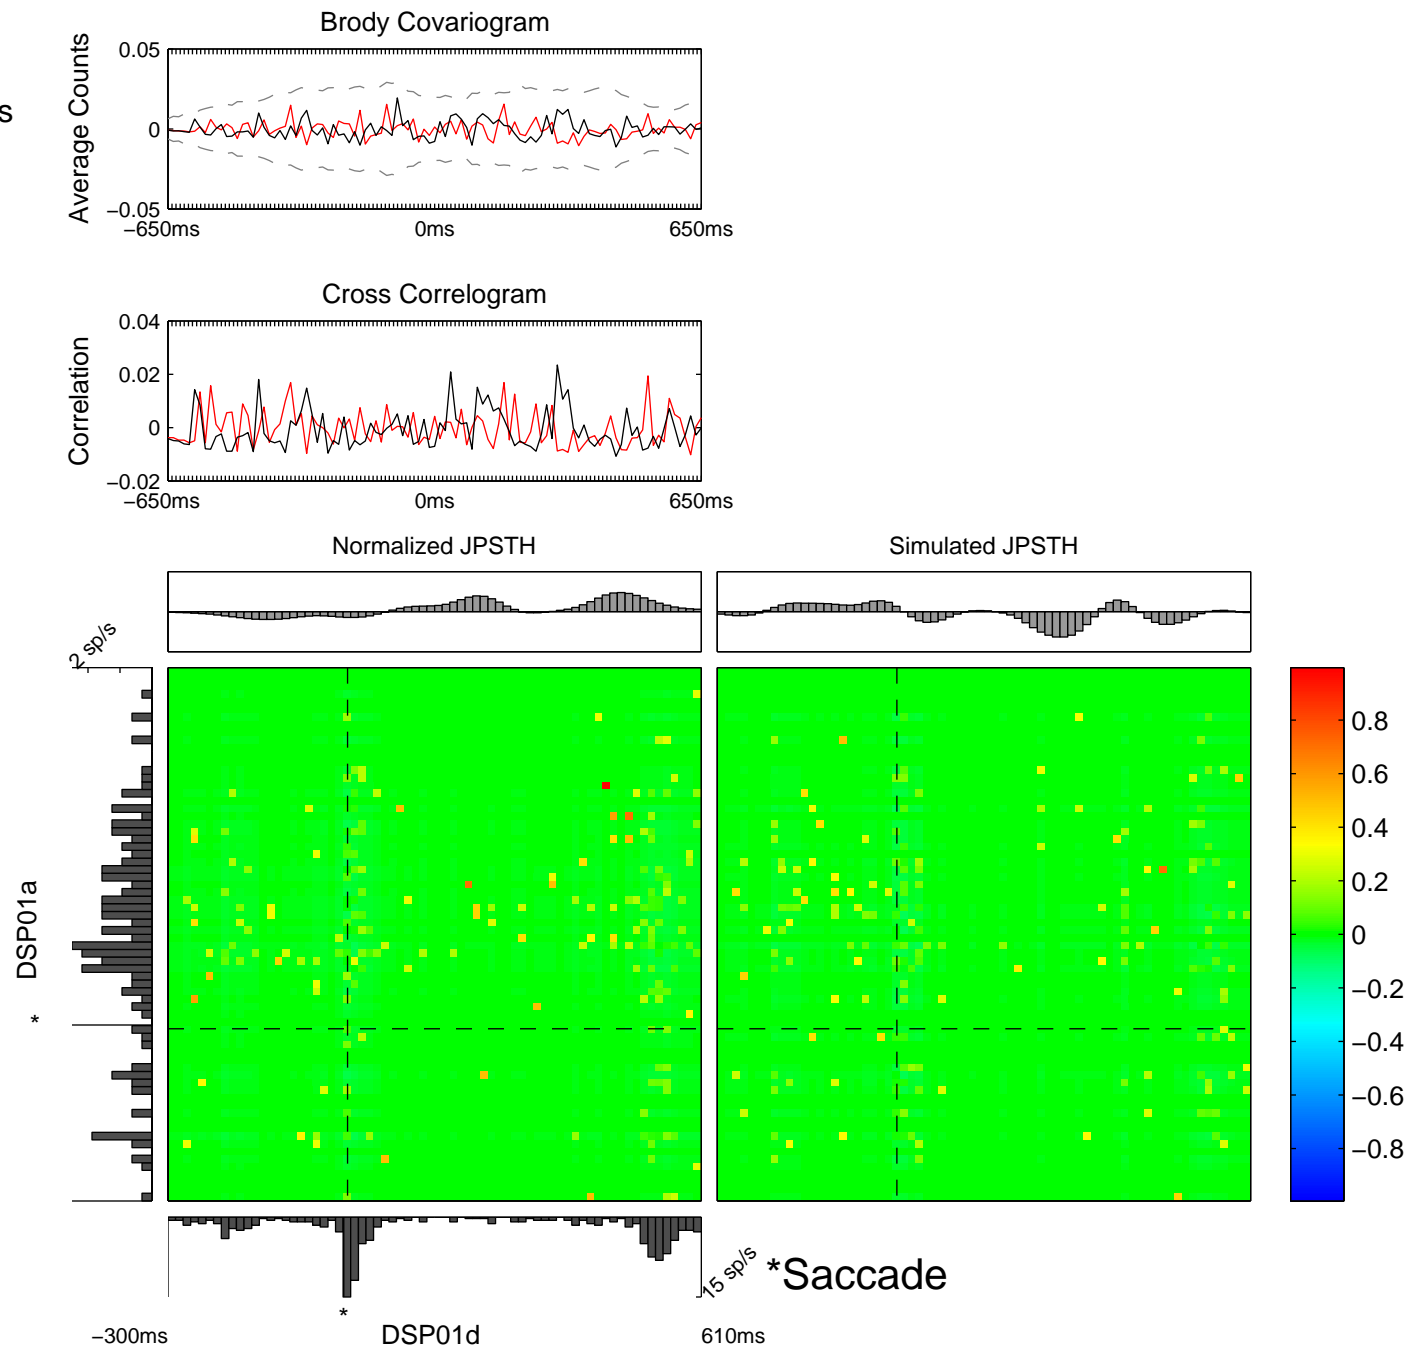 Brody Covariogram
s
Average Counts
0.05
0
−0.05
−650ms 0ms 650ms
Cross Correlogram
Correlation
0.04
0.02
0
−0.02
−650ms 0ms 650ms
Normalized JPSTH Simulated JPSTH
2 sp/s
DSP01a
*
0.8
0.6
0.4
0.2
0
−0.2
−0.4
−0.6
−0.8
15 sp/s
*Saccade
*
−300ms DSP01d 610ms